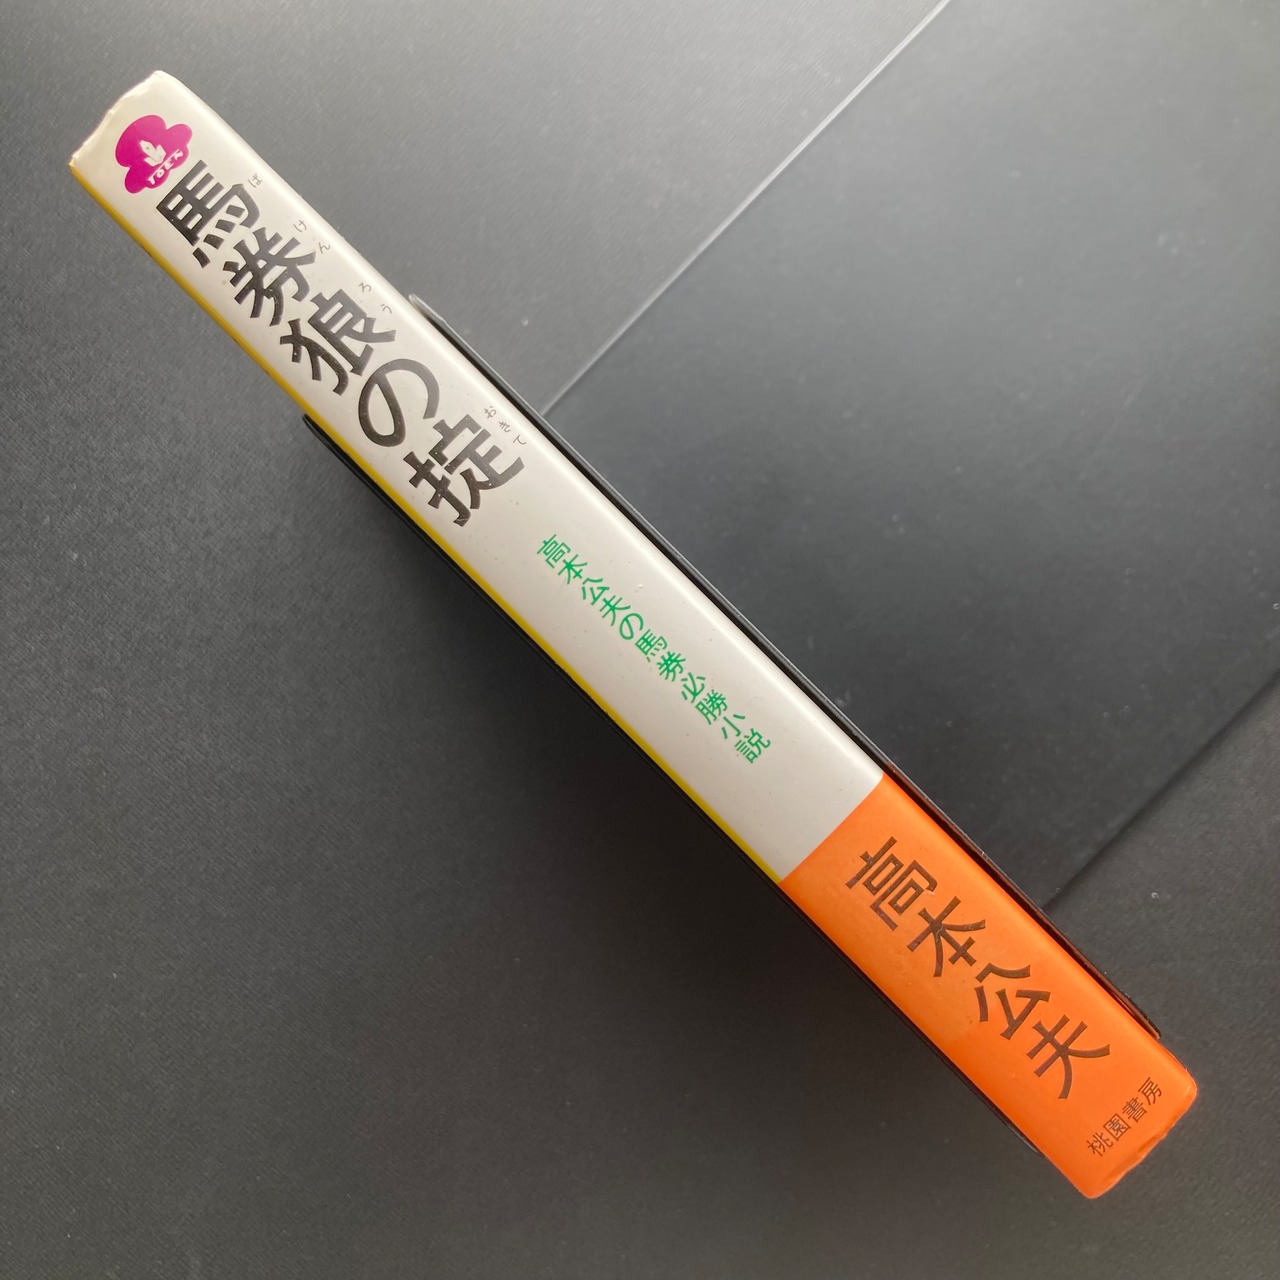 TOEN
馬券狼の掟
ば けん ろう おきて
高本公夫の馬券必勝小説
高本公夫
桃園書房